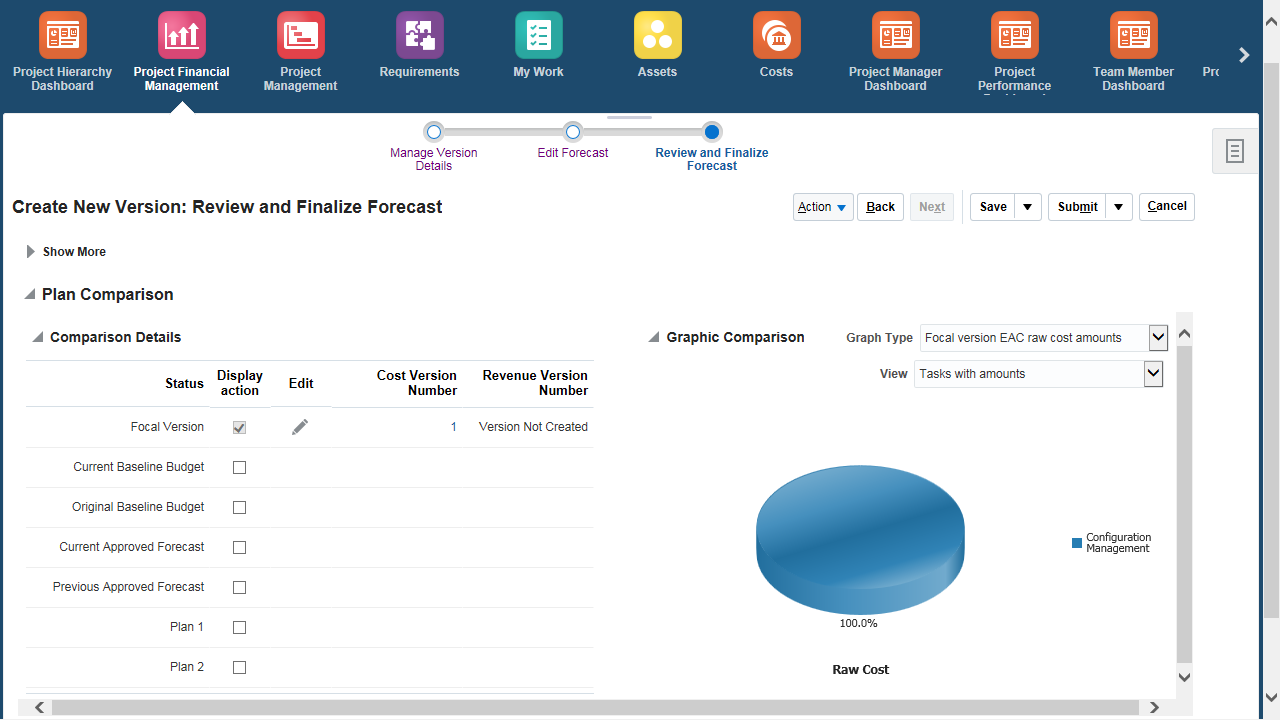 Project Hierarchy
Dashboard
Project Financial
Management
Project
Management
Requirements
My Work
Assets
Costs
Project Manager
Dashboard
Project
Performance
Team Member
Dashboard
Manage Version
Details
Edit Forecast
Review and Finalize
Forecast
Create New Version: Review and Finalize Forecast
Action
Back
Next
Save
Submit
Cancel
Show More
Plan Comparison
Comparison Details
Graphic Comparison
Graph Type
Focal version EAC raw cost amounts
View
Tasks with amounts
Status
Display
action
Edit
Cost Version
Number
Revenue Version
Number
Focal Version
1
Version Not Created
Current Baseline Budget
Original Baseline Budget
Current Approved Forecast
Previous Approved Forecast
Plan 1
Plan 2
Configuration
Management
100.0%
Raw Cost